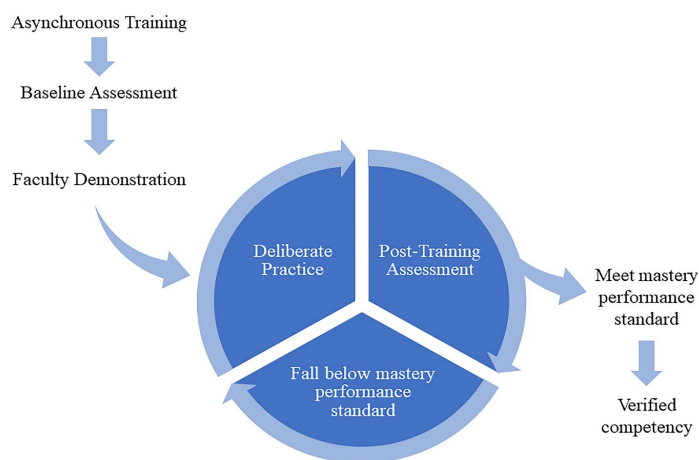 Asynchronous Training
Baseline Assessment
Faculty Demonstration
Deliberate
Practice
Post-Training
Assessment
Fall below mastery
performance
standard
Meet mastery
performance
standard
Verified
competency